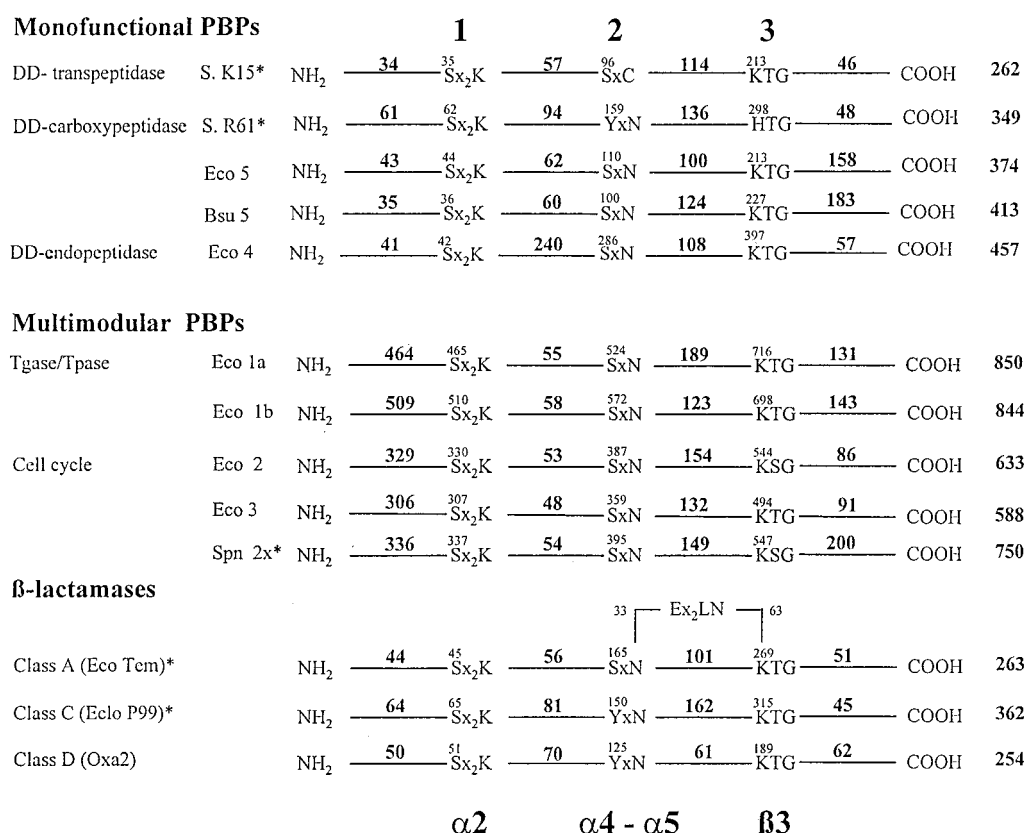 Monofunctional PBPs 1 2 3
DD- transpeptidase S. K15* NH2 34 35 Sx2K 57 96 SxC 114 213 KTG 46 COOH 262
DD-carboxypeptidase S. R61* NH2 61 62 Sx2K 94 159 YxN 136 298 HTG 48 COOH 349
Eco 5 NH2 43 44 Sx2K 62 110 SxN 100 213 KTG 158 COOH 374
Bsu 5 NH2 35 36 Sx2K 60 100 SxN 124 227 KTG 183 COOH 413
DD-endopeptidase Eco 4 NH2 41 42 Sx2K 240 286 SxN 108 397 KTG 57 COOH 457
Multimodular PBPs
Tgase/Tpase Eco 1a NH2 464 465 Sx2K 55 524 SxN 189 716 KTG 131 COOH 850
Eco 1b NH2 509 510 Sx2K 58 572 SxN 123 698 KTG 143 COOH 844
Cell cycle Eco 2 NH2 329 330 Sx2K 53 387 SxN 154 544 KSG 86 COOH 633
Eco 3 NH2 306 307 Sx2K 48 359 SxN 132 494 KTG 91 COOH 588
Spn 2x* NH2 336 337 Sx2K 54 395 SxN 149 547 KSG 200 COOH 750
ß-lactamases
33 Ex2LN 63
Class A (Eco Tem)* NH2 44 45 Sx2K 56 165 SxN 101 269 KTG 51 COOH 263
Class C (Eclo P99)* NH2 64 65 Sx2K 81 150 YxN 162 315 KTG 45 COOH 362
Class D (Oxa2) NH2 50 51 Sx2K 70 125 YxN 61 189 KTG 62 COOH 254
α2 α4 - α5 ß3